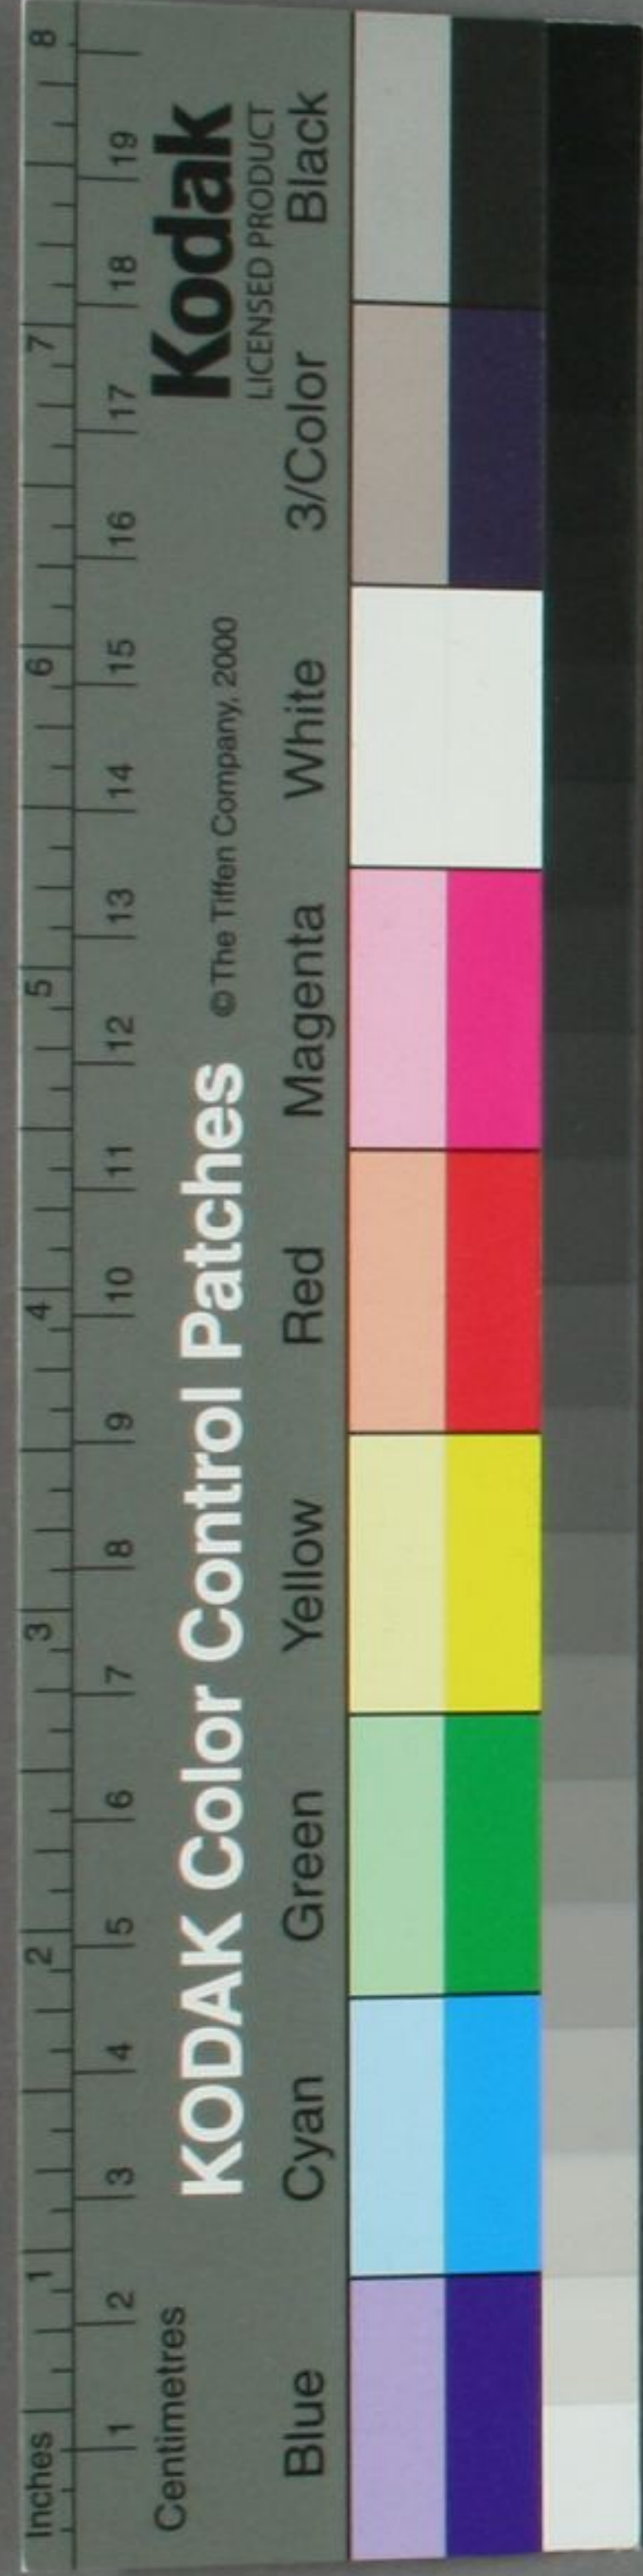 Inches 1 2 3 4 5 6 7 8
Centimetres 1 2 3 4 5 6 7 8 9 10 11 12 13 14 15 16 17 18 19
KODAK Color Control Patches © The Tiffen Company, 2000 Kodak
LICENSED PRODUCT
Blue Cyan Green Yellow Red Magenta White 3/Color Black